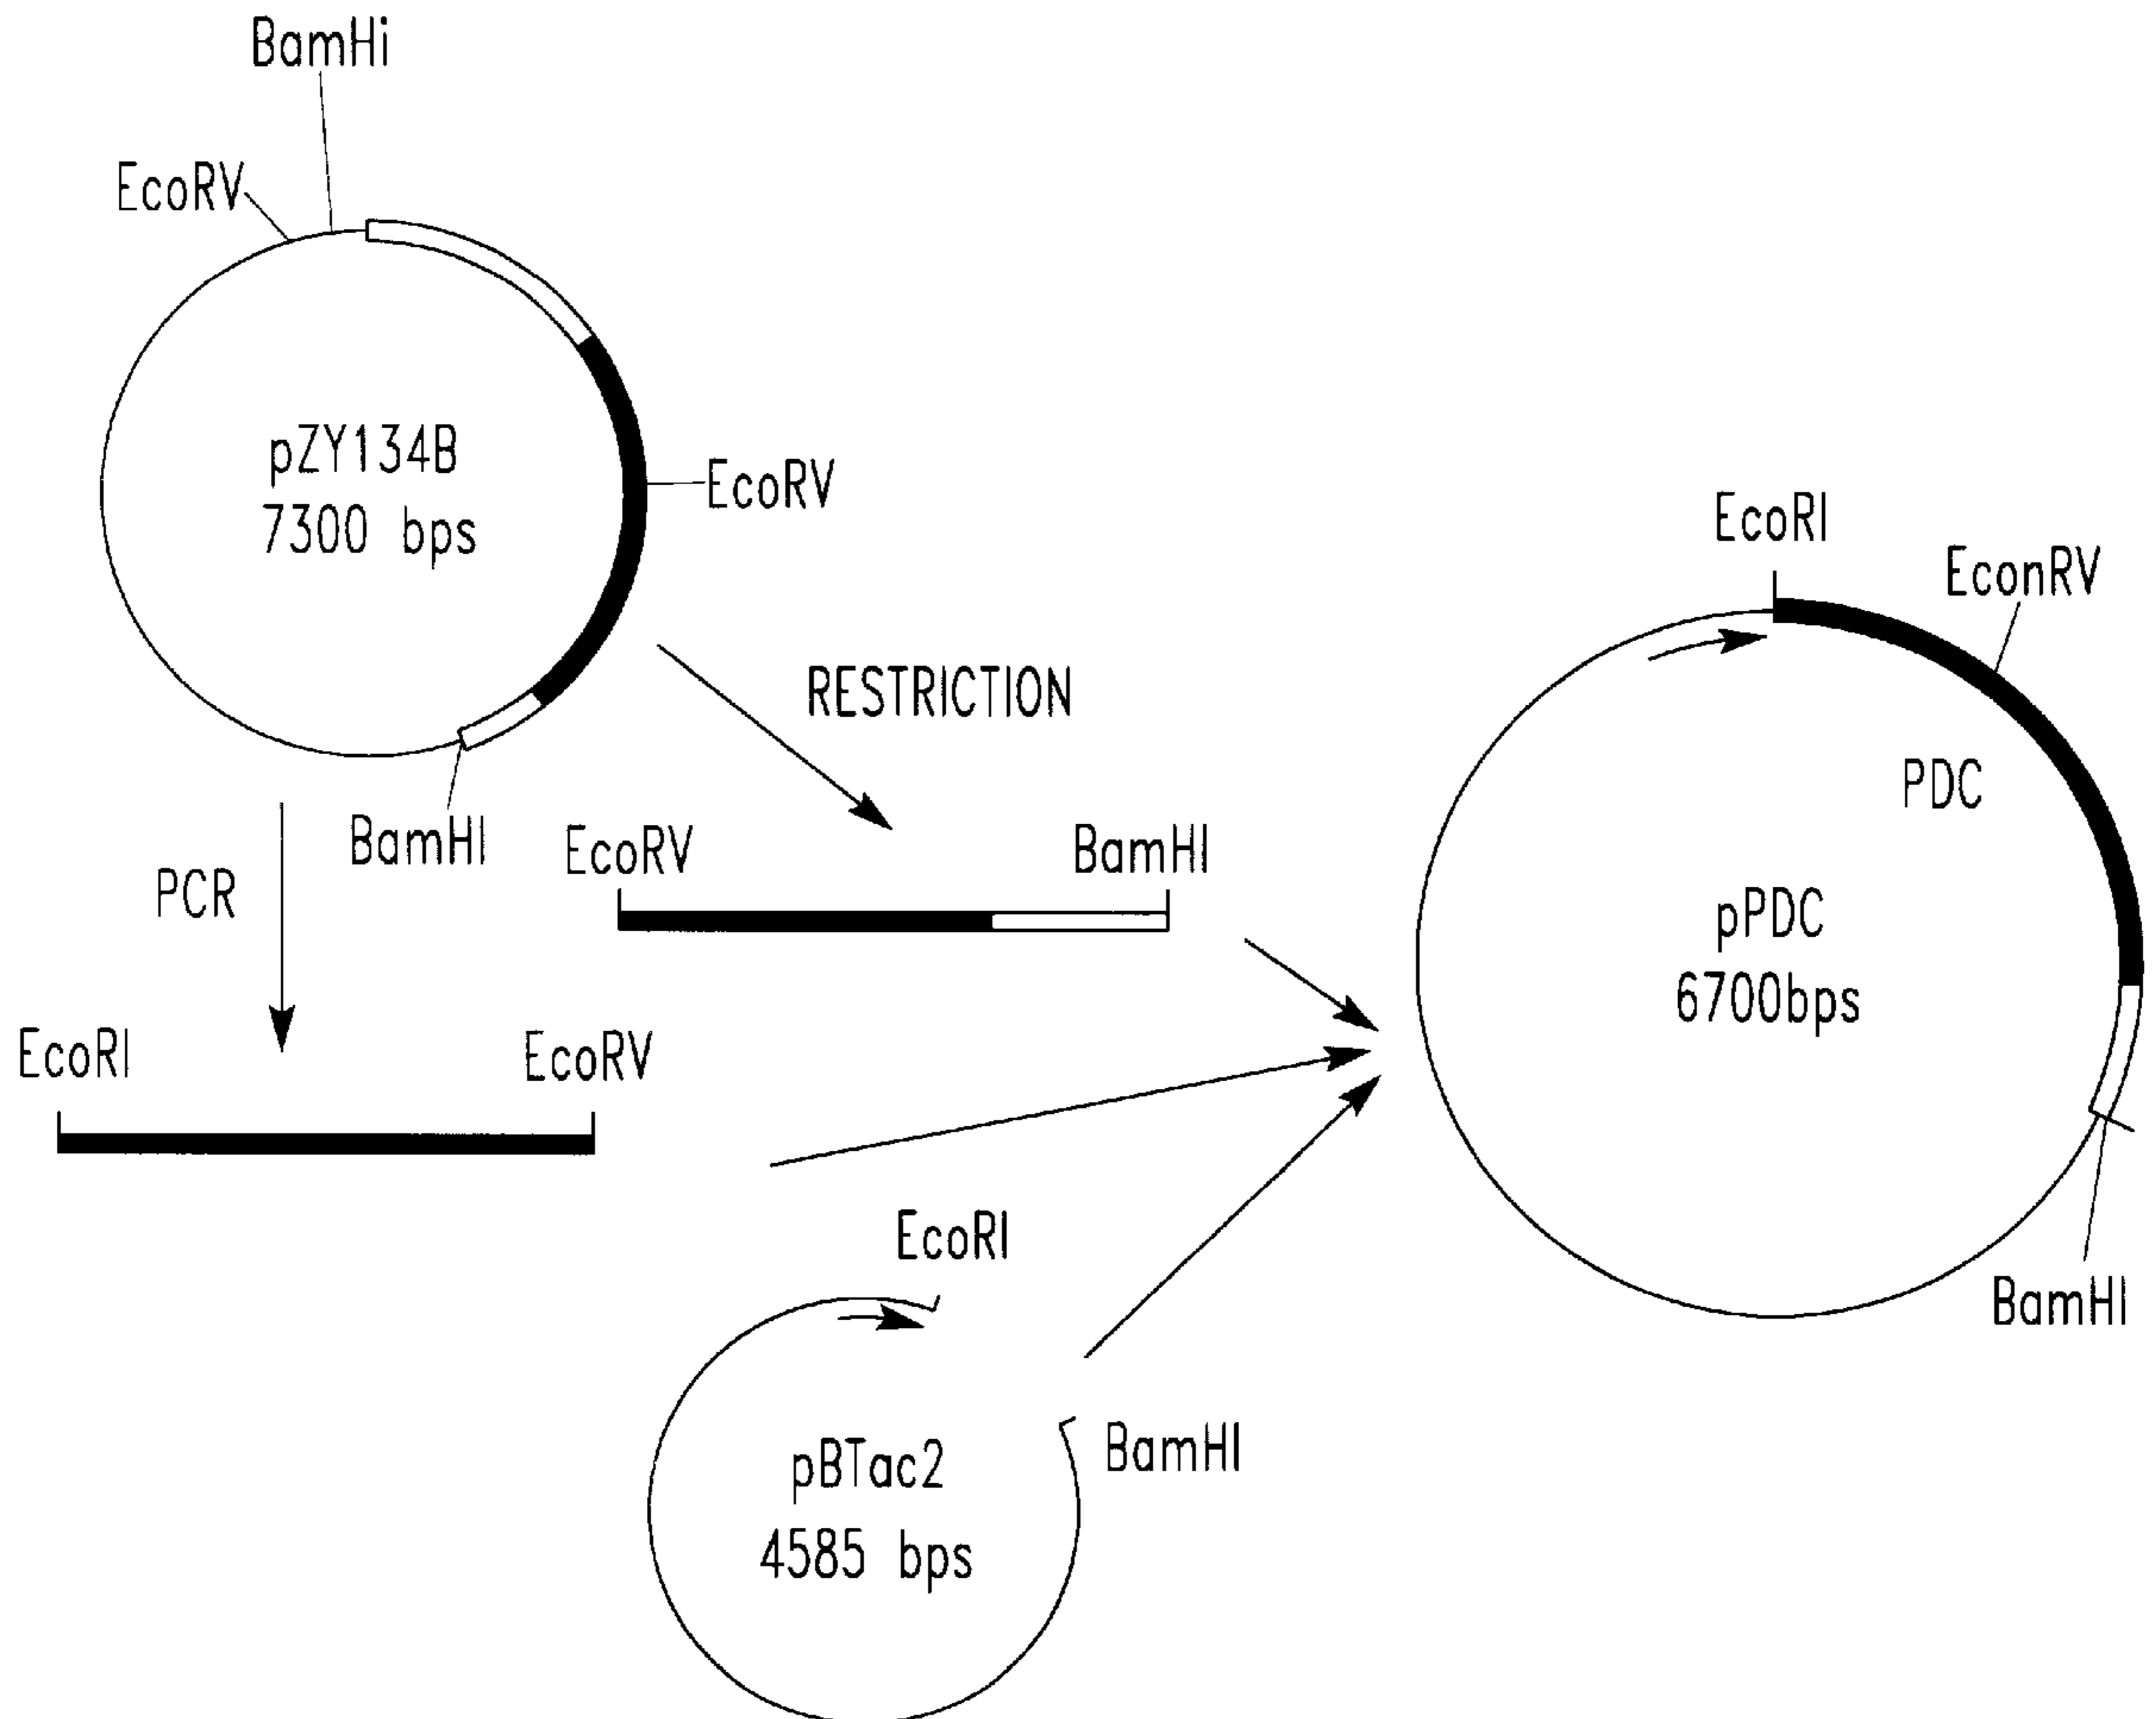 BamHi
EcoRV
pZY134B
7300 bps
EcoRV
EcoRI
EconRV
RESTRICTION
PDC
BamHI
EcoRV
BamHI
PCR
pPDC
6700bps
EcoRI
EcoRV
EcoRI
BamHI
BamHI
pBTac2
4585 bps